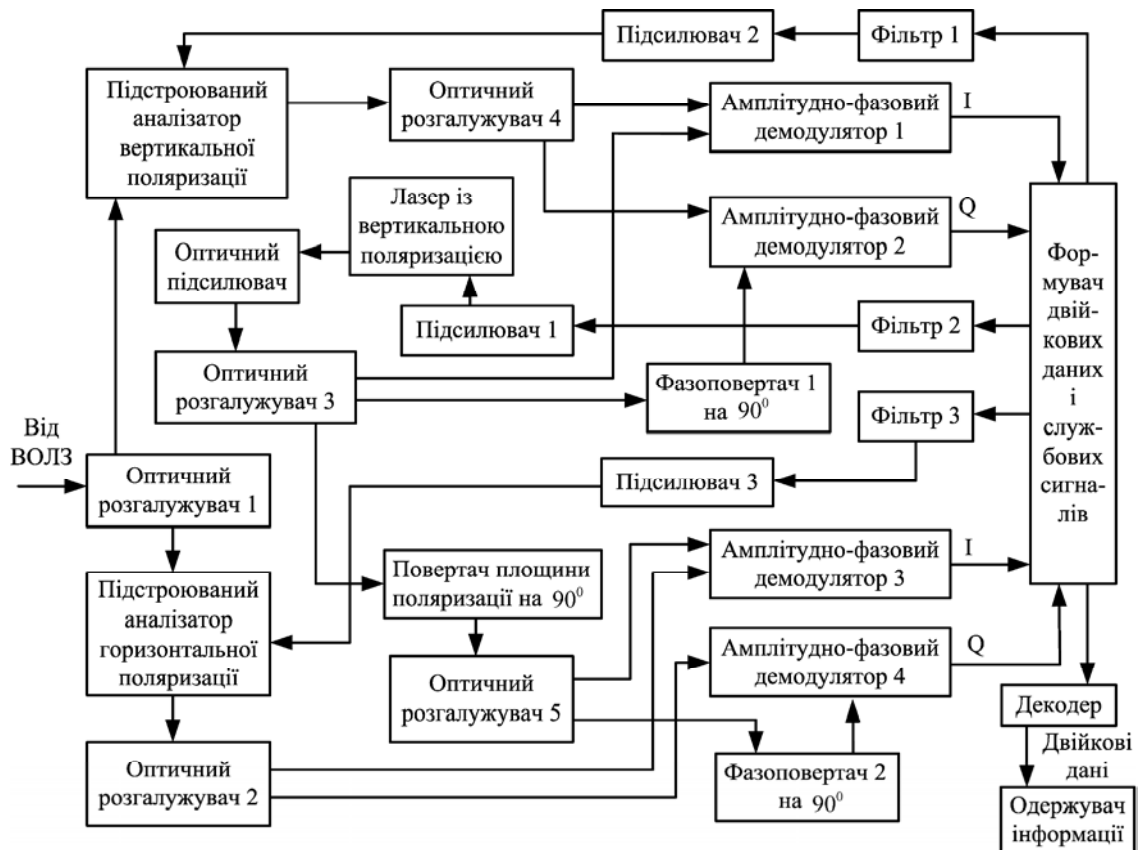 Підсилювач 2
Фільтр 1
Підстроюваний
аналізатор
вертикальної
поляризації
Оптичний
розгалужувач 4
Амплітудно-фазовий
демодулятор 1
I
Лазер із
вертикальною
поляризацією
Амплітудно-фазовий
демодулятор 2
Q
Оптичний
підсилювач
Підсилювач 1
Фільтр 2
Фор-
мувач
двій-
кових
даних
і
служ-
бових
сигна-
лів
Оптичний
розгалужувач 3
Фазоповертач 1
на 90⁰
Фільтр 3
Від
ВОЛЗ
Оптичний
розгалужувач 1
Підсилювач 3
Підстроюваний
аналізатор
горизонтальної
поляризації
Повертач площини
поляризації на 90⁰
Амплітудно-фазовий
демодулятор 3
I
Оптичний
розгалужувач 5
Амплітудно-фазовий
демодулятор 4
Q
Декодер
Оптичний
розгалужувач 2
Фазоповертач 2
на 90⁰
Двійкові
дані
Одержувач
інформації